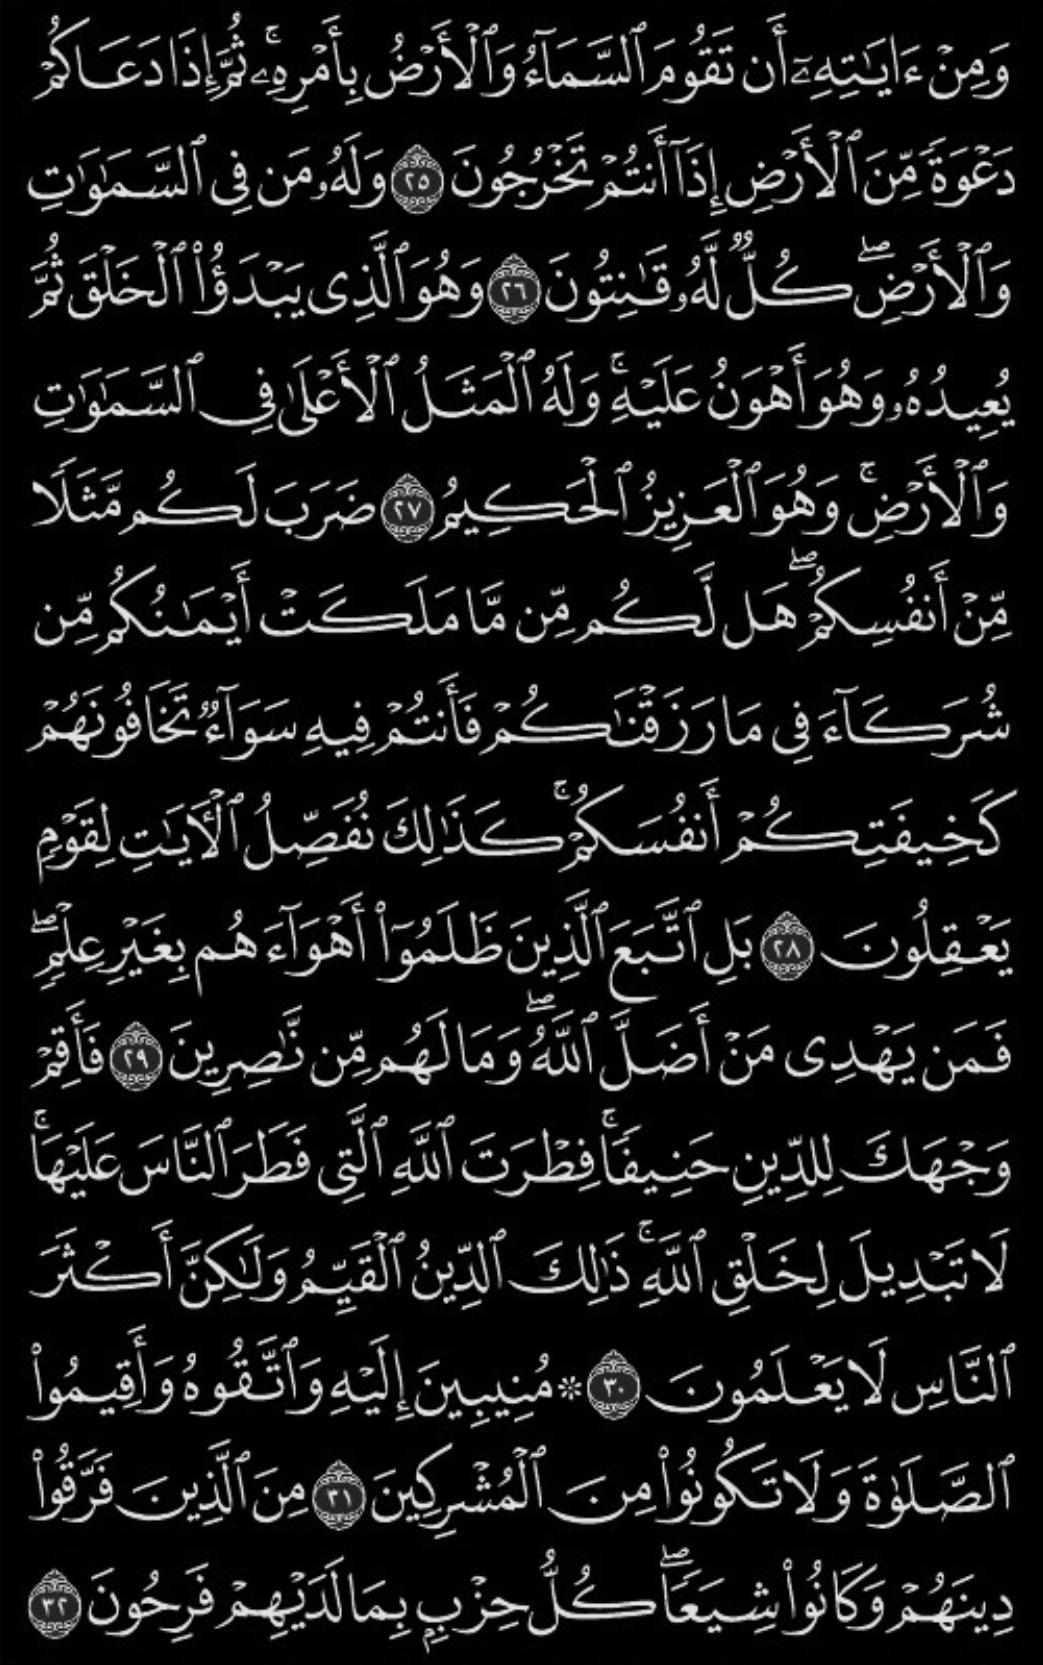 وَمِنْ ءَايَٰتِهِۦٓ أَن تَقُومَ ٱلسَّمَآءُ وَٱلْأَرْضُ بِأَمْرِهِۦۚ ثُمَّ إِذَا دَعَاكُمْ
دَعْوَةً مِّنَ ٱلْأَرْضِ إِذَآ أَنتُمْ تَخْرُجُونَ ٢٥ وَلَهُۥ مَن فِى ٱلسَّمَٰوَٰتِ
وَٱلْأَرْضِۖ كُلٌّ لَّهُۥ قَٰنِتُونَ ٢٦ وَهُوَ ٱلَّذِى يَبْدَؤُا۟ ٱلْخَلْقَ ثُمَّ
يُعِيدُهُۥ وَهُوَ أَهْوَنُ عَلَيْهِۚ وَلَهُ ٱلْمَثَلُ ٱلْأَعْلَىٰ فِى ٱلسَّمَٰوَٰتِ
وَٱلْأَرْضِۚ وَهُوَ ٱلْعَزِيزُ ٱلْحَكِيمُ ٢٧ ضَرَبَ لَكُم مَّثَلًا
مِّنْ أَنفُسِكُمْۖ هَل لَّكُم مِّن مَّا مَلَكَتْ أَيْمَٰنُكُم مِّن
شُرَكَآءَ فِى مَا رَزَقْنَٰكُمْ فَأَنتُمْ فِيهِ سَوَآءٌ تَخَافُونَهُمْ
كَخِيفَتِكُمْ أَنفُسَكُمْۚ كَذَٰلِكَ نُفَصِّلُ ٱلْءَايَٰتِ لِقَوْمٍ
يَعْقِلُونَ ٢٨ بَلِ ٱتَّبَعَ ٱلَّذِينَ ظَلَمُوٓا۟ أَهْوَآءَهُم بِغَيْرِ عِلْمٍۖ
فَمَن يَهْدِى مَنْ أَضَلَّ ٱللَّهُۖ وَمَا لَهُم مِّن نَّٰصِرِينَ ٢٩ فَأَقِمْ
وَجْهَكَ لِلدِّينِ حَنِيفًاۚ فِطْرَتَ ٱللَّهِ ٱلَّتِى فَطَرَ ٱلنَّاسَ عَلَيْهَاۚ
لَا تَبْدِيلَ لِخَلْقِ ٱللَّهِۚ ذَٰلِكَ ٱلدِّينُ ٱلْقَيِّمُ وَلَٰكِنَّ أَكْثَرَ
ٱلنَّاسِ لَا يَعْلَمُونَ ٣٠ ۞ مُنِيبِينَ إِلَيْهِ وَٱتَّقُوهُ وَأَقِيمُوا۟
ٱلصَّلَوٰةَ وَلَا تَكُونُوا۟ مِنَ ٱلْمُشْرِكِينَ ٣١ مِنَ ٱلَّذِينَ فَرَّقُوا۟
دِينَهُمْ وَكَانُوا۟ شِيَعًاۖ كُلُّ حِزْبٍۭ بِمَا لَدَيْهِمْ فَرِحُونَ ٣٢